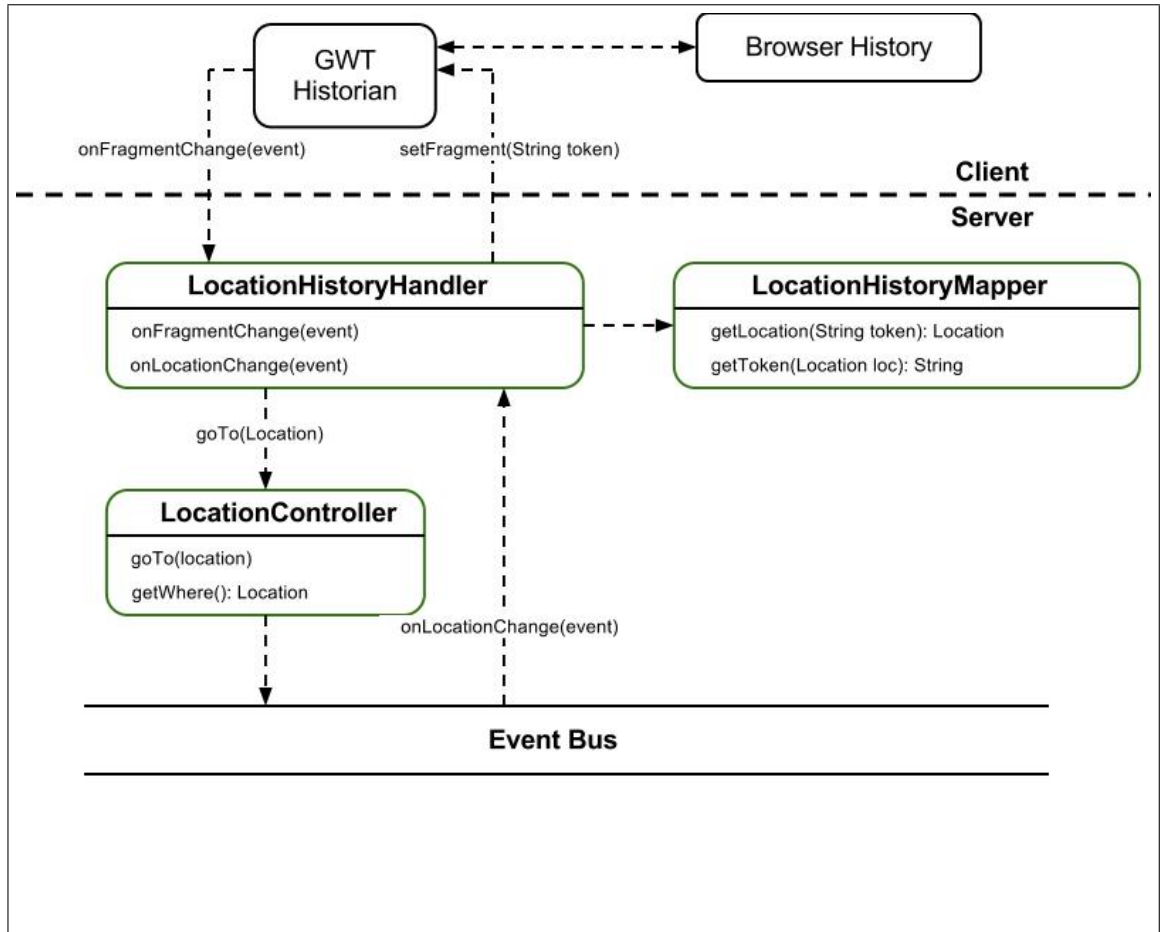 GWT
Historian
Browser History
onFragmentChange(event)
setFragment(String token)
Client
Server
LocationHistoryHandler
onFragmentChange(event)
onLocationChange(event)
LocationHistoryMapper
getLocation(String token): Location
getToken(Location loc): String
goTo(Location)
LocationController
goTo(location)
getWhere(): Location
onLocationChange(event)
Event Bus